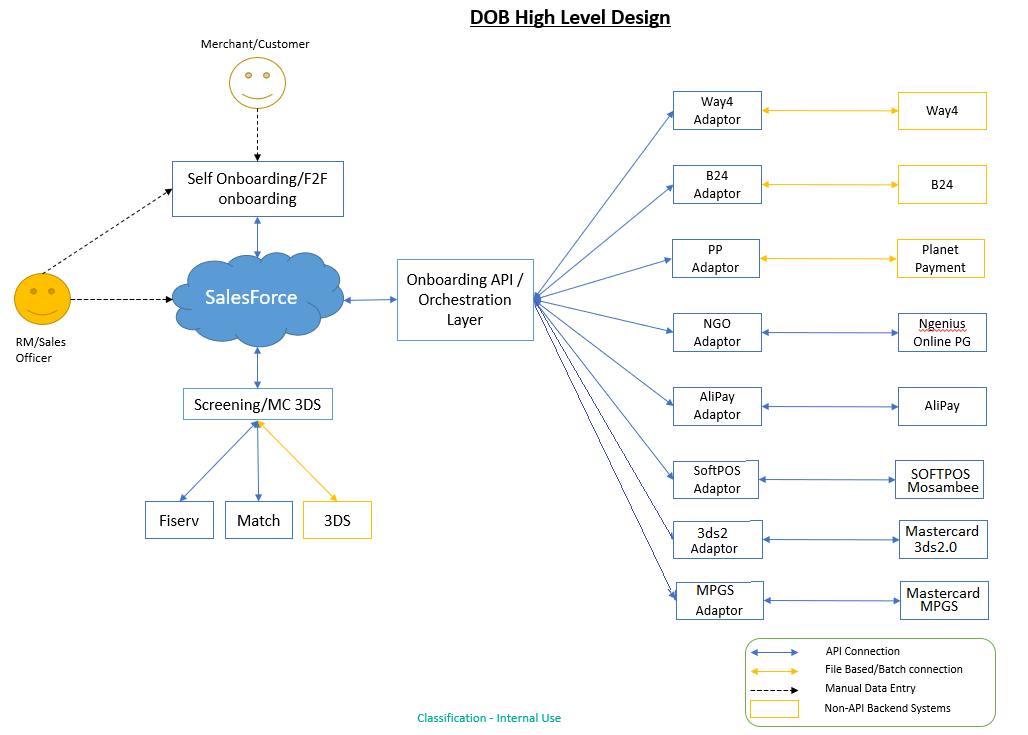 DOB High Level Design
Merchant/Customer
Self Onboarding/F2F
onboarding
SalesForce
RM/Sales
Officer
Onboarding API /
Orchestration
Layer
Screening/MC 3DS
Fiserv
Match
3DS
Way4
Adaptor
Way4
B24
Adaptor
B24
PP
Adaptor
Planet
Payment
NGO
Adaptor
Ngenius
Online PG
AliPay
Adaptor
AliPay
SoftPOS
Adaptor
SOFTPOS
Mosambee
3ds2
Adaptor
Mastercard
3ds2.0
MPGS
Adaptor
Mastercard
MPGS
API Connection
File Based/Batch connection
Manual Data Entry
Non-API Backend Systems
Classification - Internal Use